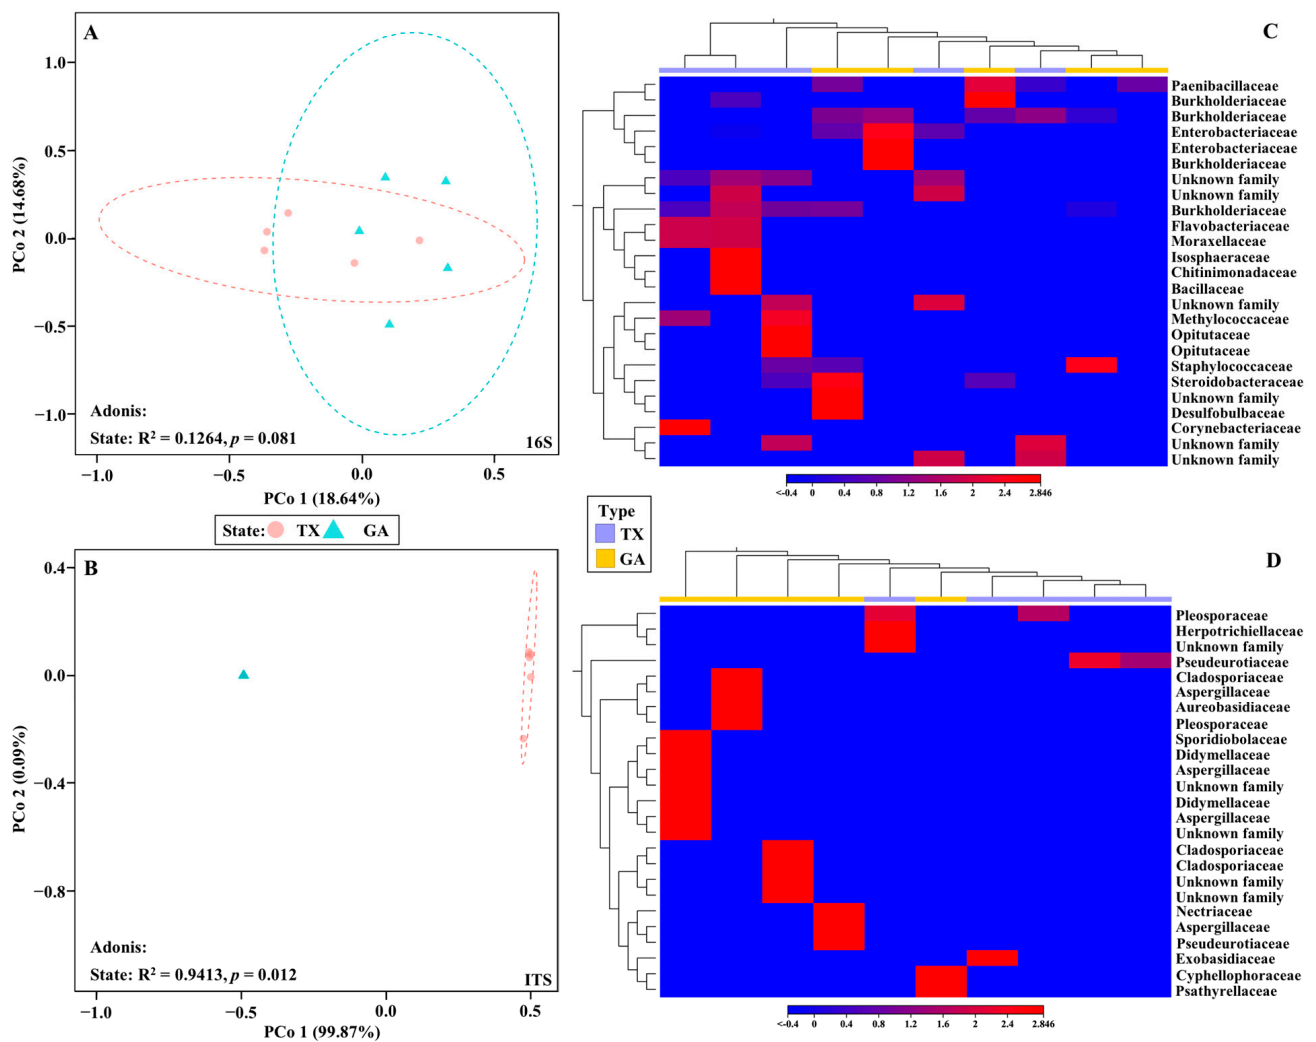 A
1.0
0.5
0.0
−0.5
−1.0
PCo 2 (14.68%)
Adonis:
State: R² = 0.1264, p = 0.081
16S
−1.0
−0.5
0.0
0.5
PCo 1 (18.64%)
State: TX GA
B
0.4
0.0
−0.4
−0.8
PCo 2 (0.09%)
Adonis:
State: R² = 0.9413, p = 0.012
ITS
−1.0
−0.5
0.0
0.5
PCo 1 (99.87%)
C
Paenibacillaceae
Burkholderiaceae
Burkholderiaceae
Enterobacteriaceae
Enterobacteriaceae
Burkholderiaceae
Unknown family
Unknown family
Burkholderiaceae
Flavobacteriaceae
Moraxellaceae
Isosphaeraceae
Chitinimonadaceae
Bacillaceae
Unknown family
Methylococcaceae
Opitutaceae
Opitutaceae
Staphylococcaceae
Steroidobacteraceae
Unknown family
Desulfobulbaceae
Corynebacteriaceae
Unknown family
Unknown family
<-0.4 0 0.4 0.8 1.2 1.6 2 2.4 2.846
Type
TX
GA
D
Pleosporaceae
Herpotrichiellaceae
Unknown family
Pseudeurotiaceae
Cladosporiaceae
Aspergillaceae
Aureobasidiaceae
Pleosporaceae
Sporidiobolaceae
Didymellaceae
Aspergillaceae
Unknown family
Didymellaceae
Aspergillaceae
Unknown family
Cladosporiaceae
Cladosporiaceae
Unknown family
Unknown family
Nectriaceae
Aspergillaceae
Pseudeurotiaceae
Exobasidiaceae
Cyphellophoraceae
Psathyrellaceae
<-0.4 0 0.4 0.8 1.2 1.6 2 2.4 2.846